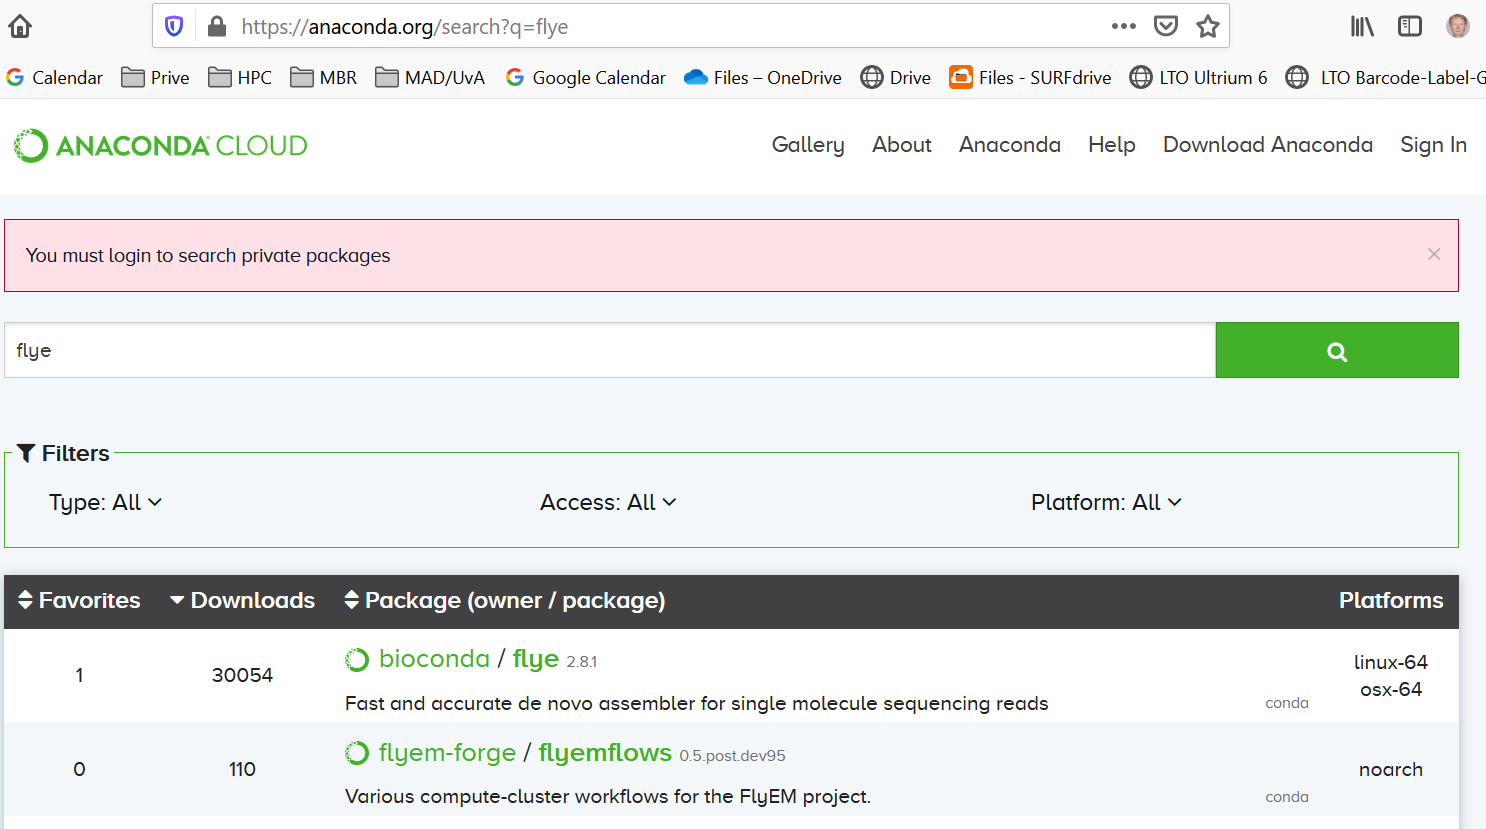 https://anaconda.org/search?q=flye
Calendar Prive HPC MBR MAD/UvA Google Calendar Files – OneDrive Drive Files - SURFdrive LTO Ultrium 6 LTO Barcode-Label-G
ANACONDA CLOUD Gallery About Anaconda Help Download Anaconda Sign In
You must login to search private packages
flye
Filters
Type: All Access: All Platform: All
Favorites Downloads Package (owner / package) Platforms
1 30054 bioconda / flye 2.8.1 linux-64
osx-64
Fast and accurate de novo assembler for single molecule sequencing reads conda
0 110 flyem-forge / flyemflows 0.5.post.dev95 noarch
Various compute-cluster workflows for the FlyEM project. conda